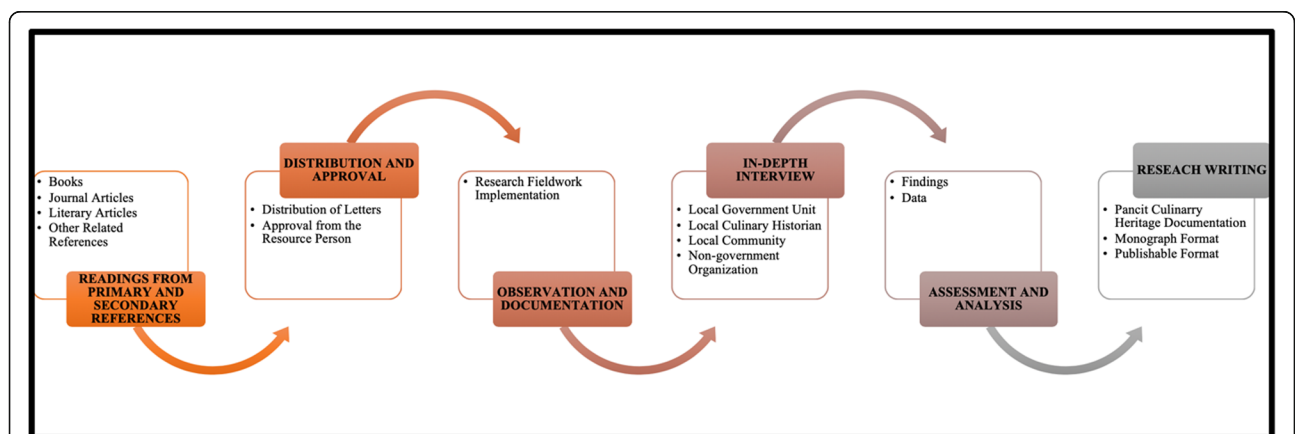 • Books
• Journal Articles
• Literary Articles
• Other Related
References
READINGS FROM
PRIMARY AND
SECONDARY
REFERENCES
DISTRIBUTION AND
APPROVAL
• Distribution of Letters
• Approval from the
Resource Person
• Research Fieldwork
Implementation
OBSERVATION AND
DOCUMENTATION
IN-DEPTH
INTERVIEW
• Local Government Unit
• Local Culinary Historian
• Local Community
• Non-government
Organization
• Findings
• Data
ASSESSMENT AND
ANALYSIS
RESEACH WRITING
• Pancit Culinarry
Heritage Documentation
• Monograph Format
• Publishable Format